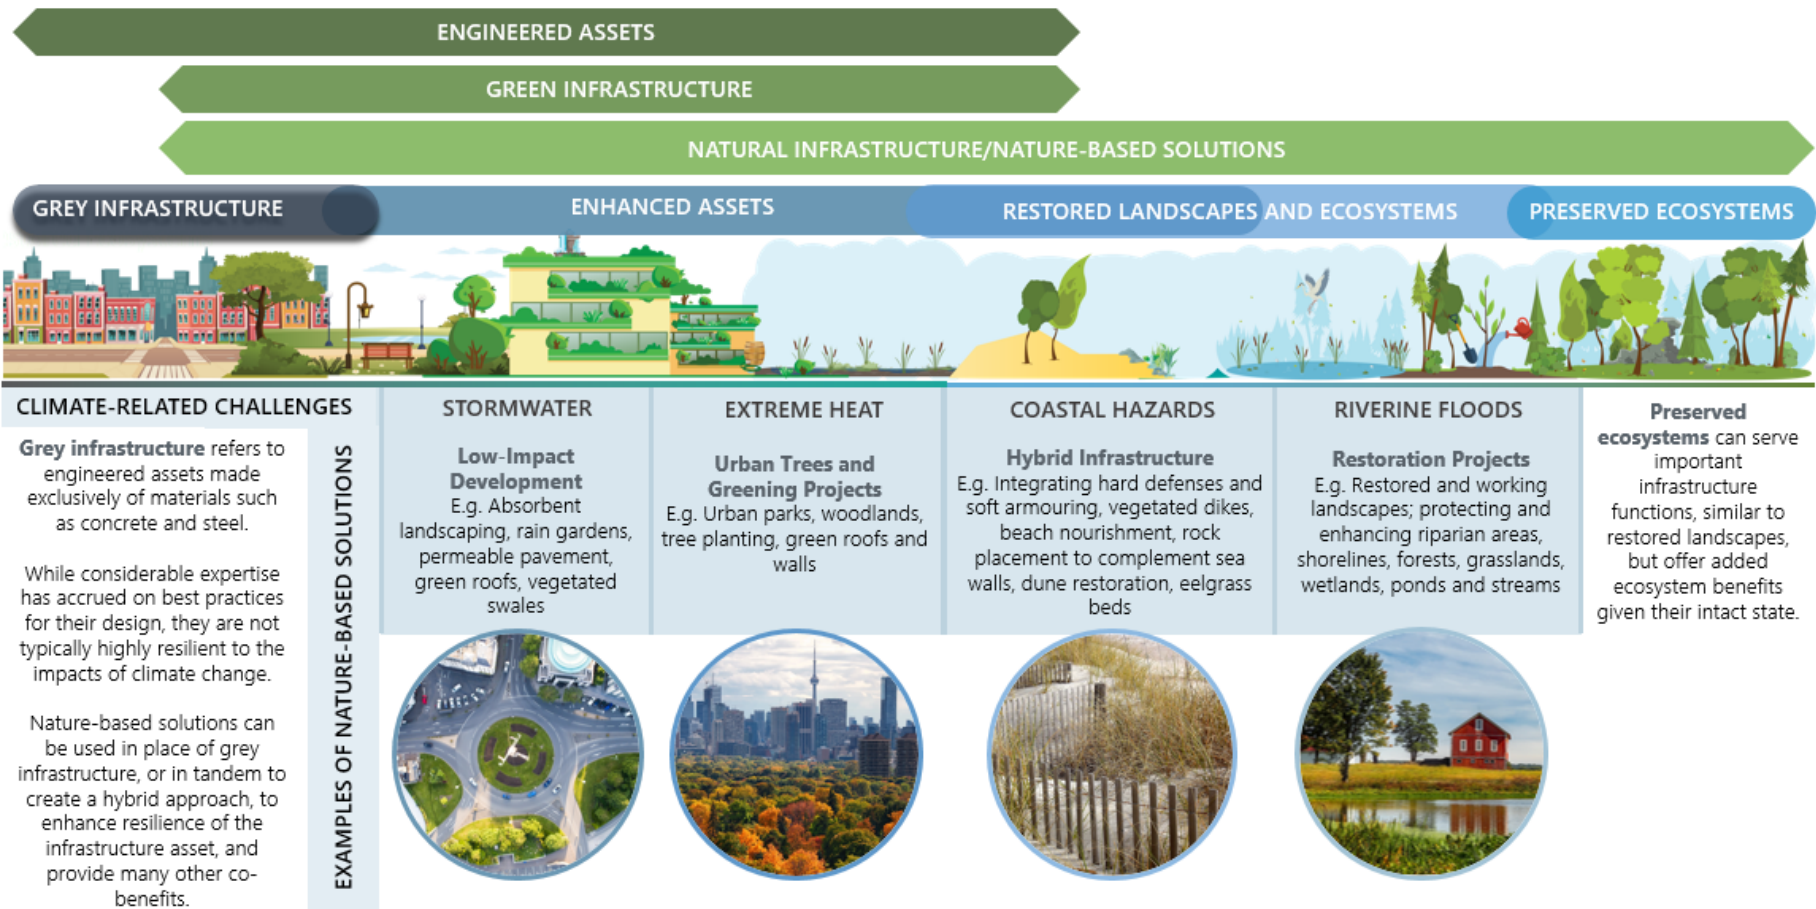 ENGINEERED ASSETS
GREEN INFRASTRUCTURE
NATURAL INFRASTRUCTURE/NATURE-BASED SOLUTIONS
GREY INFRASTRUCTURE
ENHANCED ASSETS
RESTORED LANDSCAPES AND ECOSYSTEMS
PRESERVED ECOSYSTEMS
CLIMATE-RELATED CHALLENGES
Grey infrastructure refers to
engineered assets made
exclusively of materials such
as concrete and steel.
While considerable expertise
has accrued on best practices
for their design, they are not
typically highly resilient to the
impacts of climate change.
Nature-based solutions can
be used in place of grey
infrastructure, or in tandem to
create a hybrid approach, to
enhance resilience of the
infrastructure asset, and
provide many other co-
benefits.
EXAMPLES OF NATURE-BASED SOLUTIONS
STORMWATER
Low-Impact
Development
E.g. Absorbent
landscaping, rain gardens,
permeable pavement,
green roofs, vegetated
swales
EXTREME HEAT
Urban Trees and
Greening Projects
E.g. Urban parks, woodlands,
tree planting, green roofs and
walls
COASTAL HAZARDS
Hybrid Infrastructure
E.g. Integrating hard defenses and
soft armouring, vegetated dikes,
beach nourishment, rock
placement to complement sea
walls, dune restoration, eelgrass
beds
RIVERINE FLOODS
Restoration Projects
E.g. Restored and working
landscapes; protecting and
enhancing riparian areas,
shorelines, forests, grasslands,
wetlands, ponds and streams
Preserved
ecosystems can serve
important
infrastructure
functions, similar to
restored landscapes,
but offer added
ecosystem benefits
given their intact state.